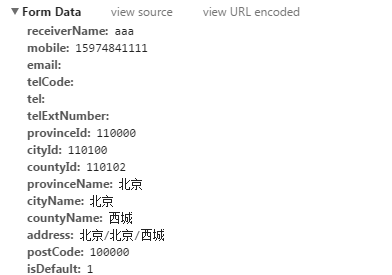 ▼ Form Data view source view URL encoded
receiverName: aaa
mobile: 15974841111
email:
telCode:
tel:
telExtNumber:
provinceId: 110000
cityId: 110100
countyId: 110102
provinceName: 北京
cityName: 北京
countyName: 西城
address: 北京/北京/西城
postCode: 100000
isDefault: 1